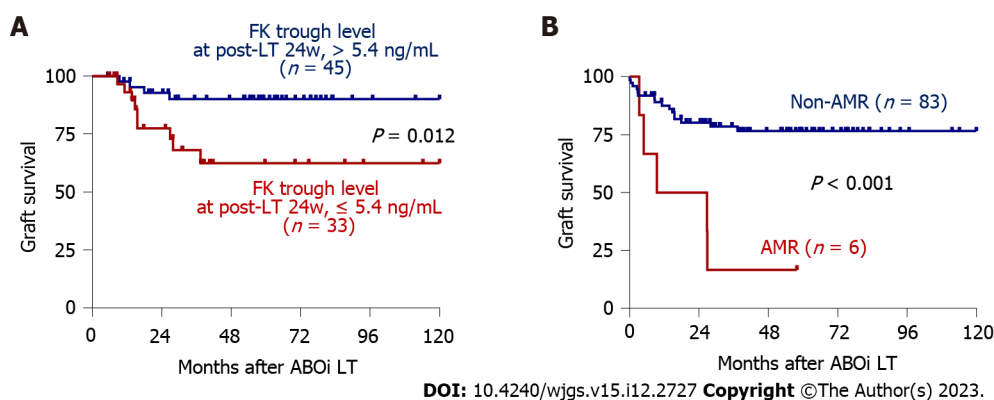 A
FK trough level
at post-LT 24w, > 5.4 ng/mL
(n = 45)
100
75
50
25
0
Graft survival
P = 0.012
FK trough level
at post-LT 24w, ≤ 5.4 ng/mL
(n = 33)
0 24 48 72 96 120
Months after ABOi LT
B
100
75
50
25
0
Graft survival
Non-AMR (n = 83)
P < 0.001
AMR (n = 6)
0 24 48 72 96 120
Months after ABOi LT
DOI: 10.4240/wjgs.v15.i12.2727 Copyright ©The Author(s) 2023.